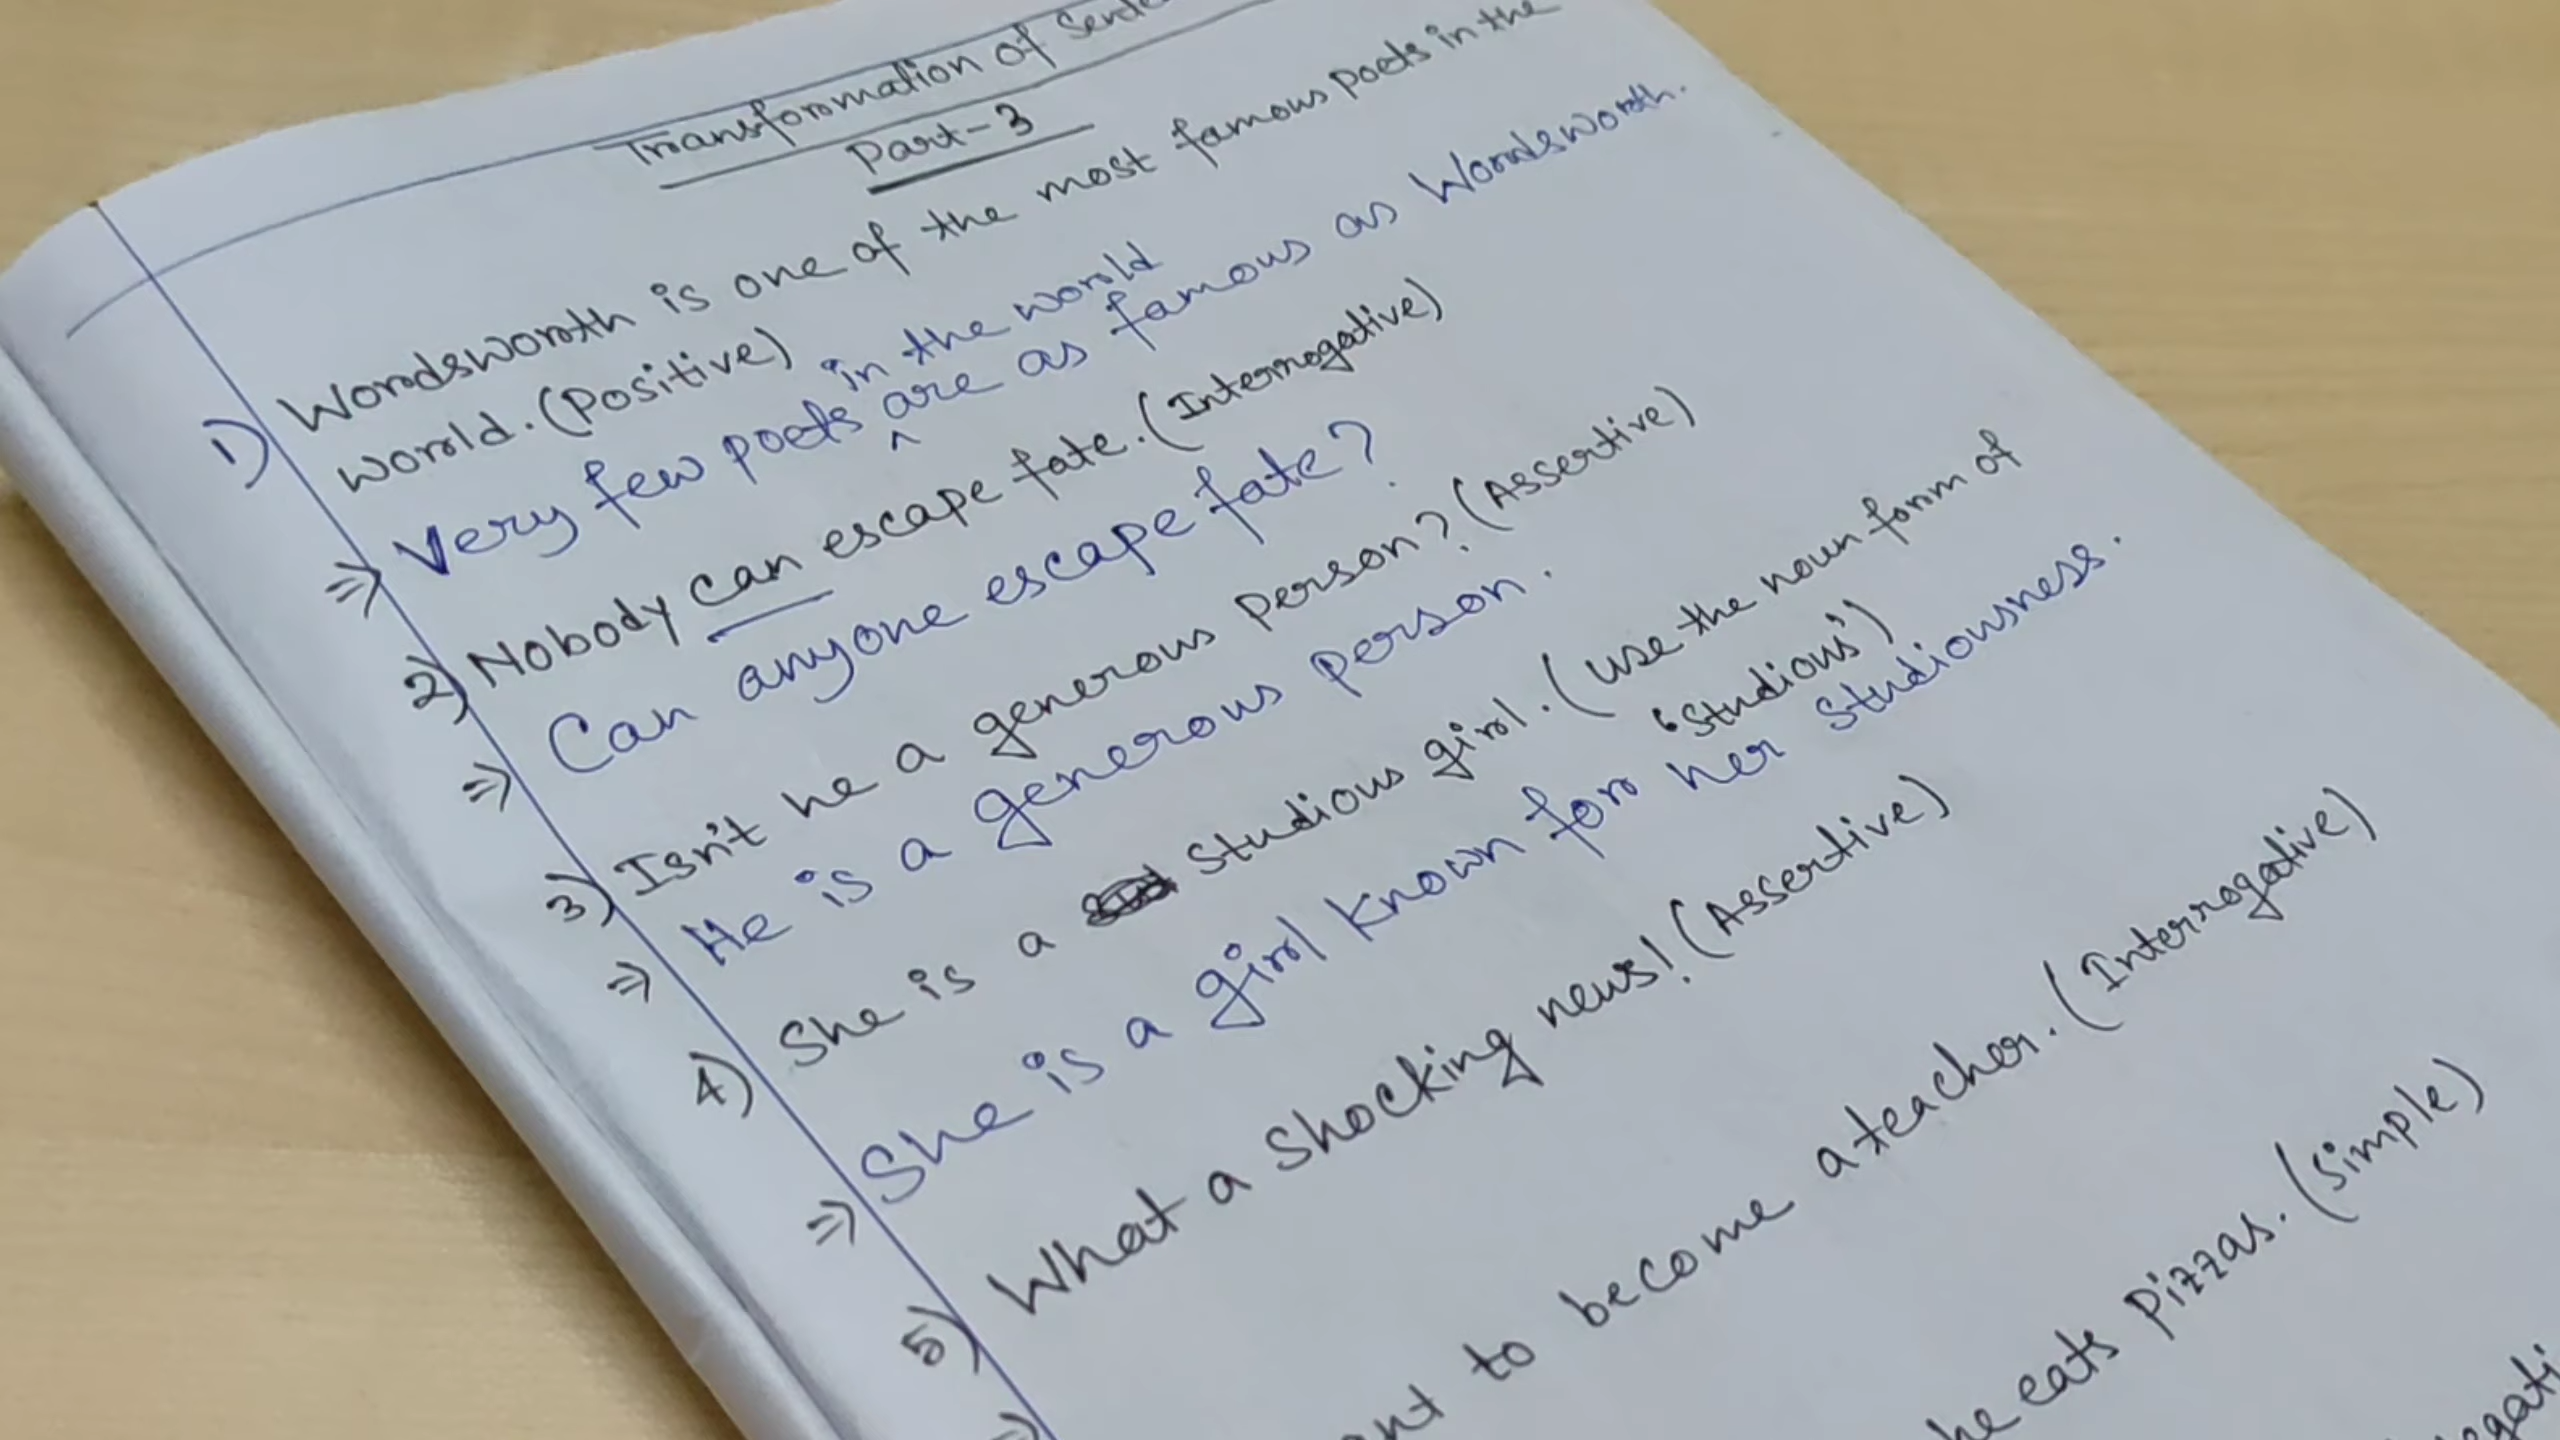 Transformation of
Part-3
1) Wordsworth is one of the most famous poets in the
world. (Positive)
in the world
⇒ Very few poets ^ are as famous as Wordsworth.
2) Nobody can escape fate. (Interrogative)
⇒ Can anyone escape fate?
3) Isn't he a generous person? (Assertive)
⇒ He is a generous person.
4) She is a studious girl. (Use the noun form of
'Studious')
⇒ She is a girl known for her studiousness.
5) What a shocking news! (Assertive)
⇒
to become a teacher. (Interrogative)
eats pizzas. (Simple)